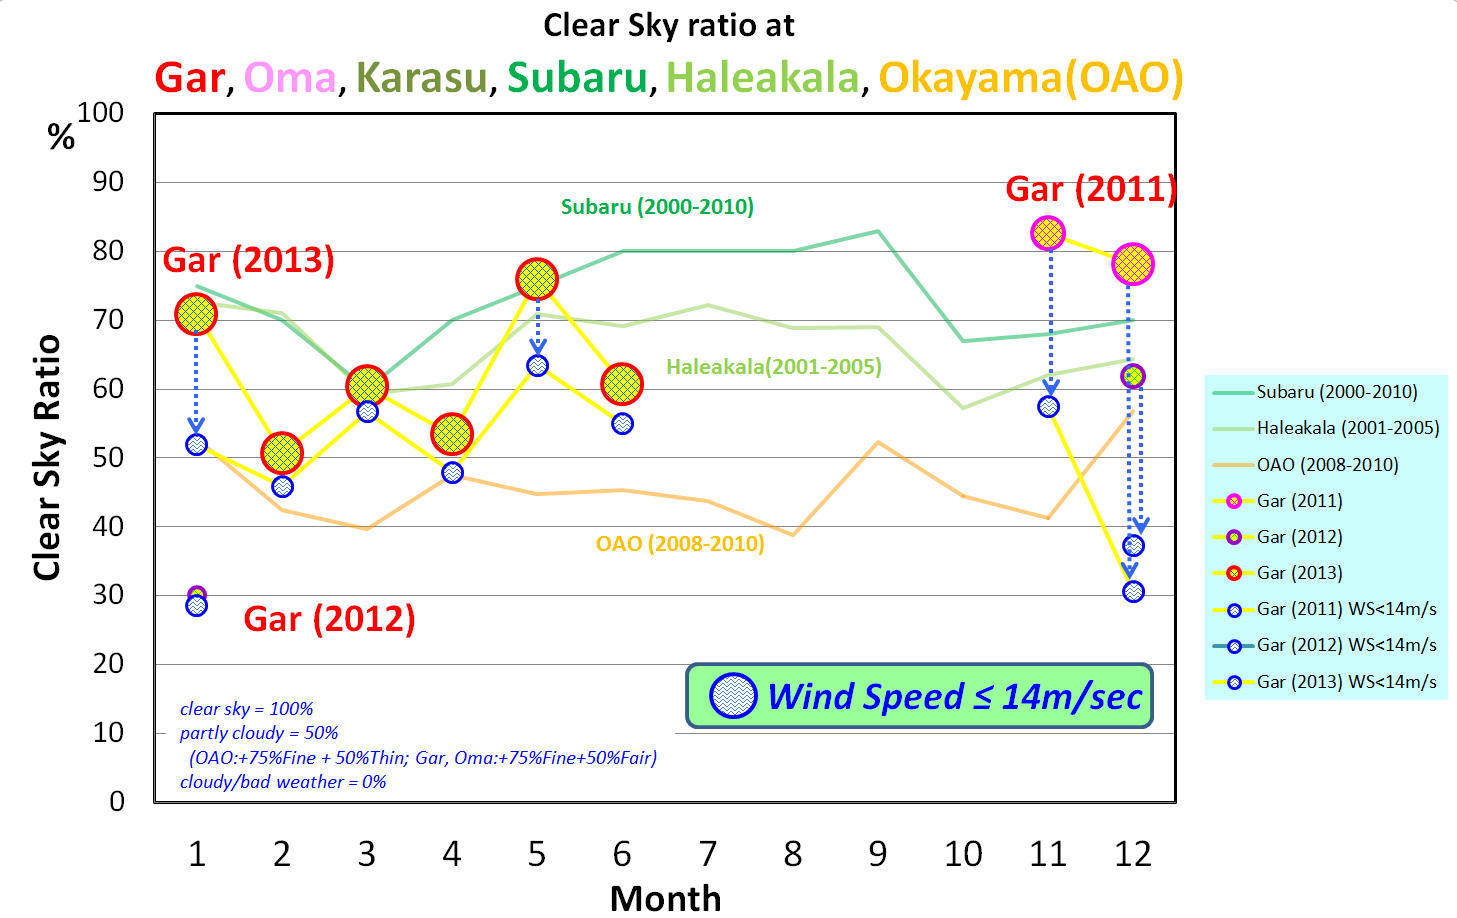 Clear Sky ratio at
Gar, Oma, Karasu, Subaru, Haleakala, Okayama(OAO)
%
100
90
80
70
60
50
40
30
20
10
0
Clear Sky Ratio
Gar (2011)
Subaru (2000-2010)
Gar (2013)
Haleakala(2001-2005)
OAO (2008-2010)
Gar (2012)
Wind Speed ≤ 14m/sec
clear sky = 100%
partly cloudy = 50%
(OAO:+75%Fine + 50%Thin; Gar, Oma:+75%Fine+50%Fair)
cloudy/bad weather = 0%
1 2 3 4 5 6 7 8 9 10 11 12
Month
Subaru (2000-2010)
Haleakala (2001-2005)
OAO (2008-2010)
Gar (2011)
Gar (2012)
Gar (2013)
Gar (2011) WS<14m/s
Gar (2012) WS<14m/s
Gar (2013) WS<14m/s